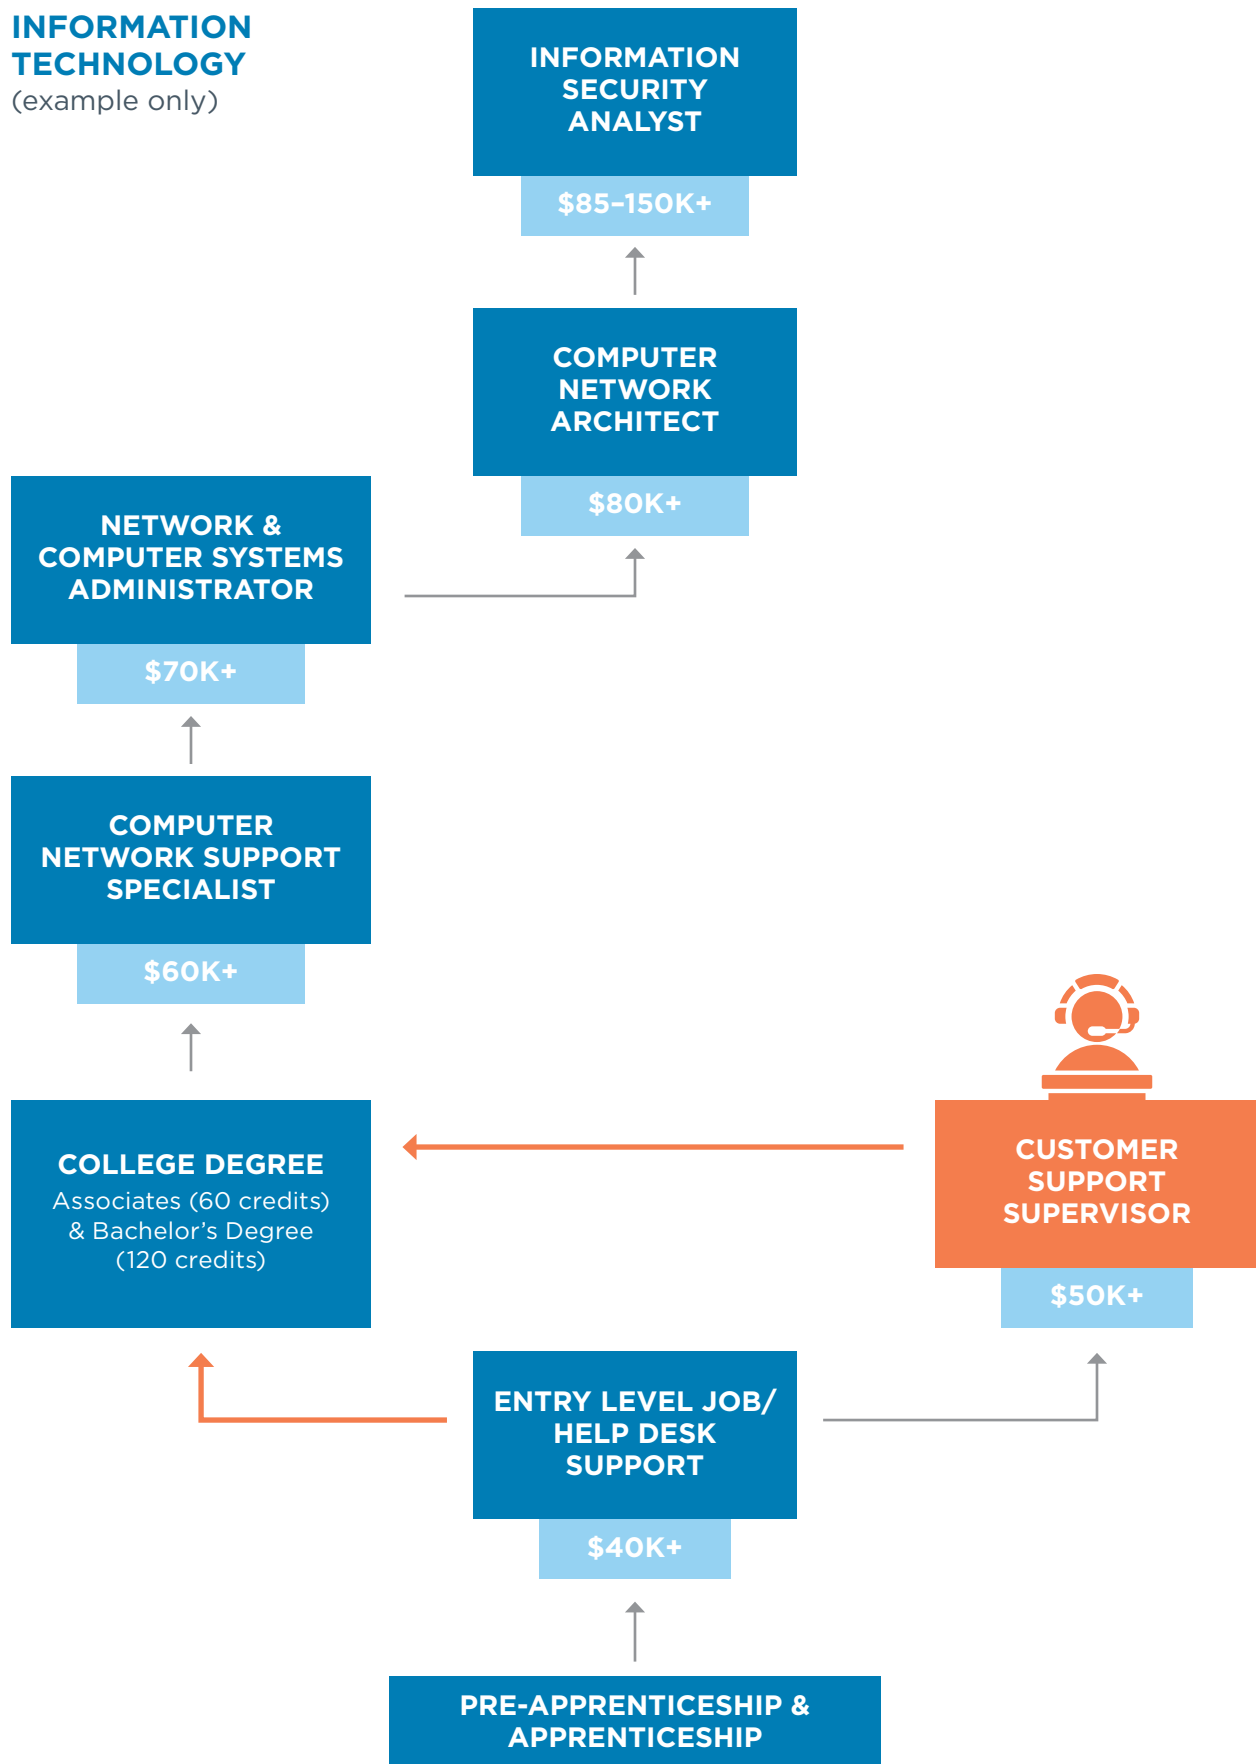 INFORMATION
TECHNOLOGY
(example only)
INFORMATION
SECURITY
ANALYST
$85–150K+
COMPUTER
NETWORK
ARCHITECT
$80K+
NETWORK &
COMPUTER SYSTEMS
ADMINISTRATOR
$70K+
COMPUTER
NETWORK SUPPORT
SPECIALIST
$60K+
COLLEGE DEGREE
Associates (60 credits)
& Bachelor’s Degree
(120 credits)
CUSTOMER
SUPPORT
SUPERVISOR
$50K+
ENTRY LEVEL JOB/
HELP DESK
SUPPORT
$40K+
PRE-APPRENTICESHIP &
APPRENTICESHIP